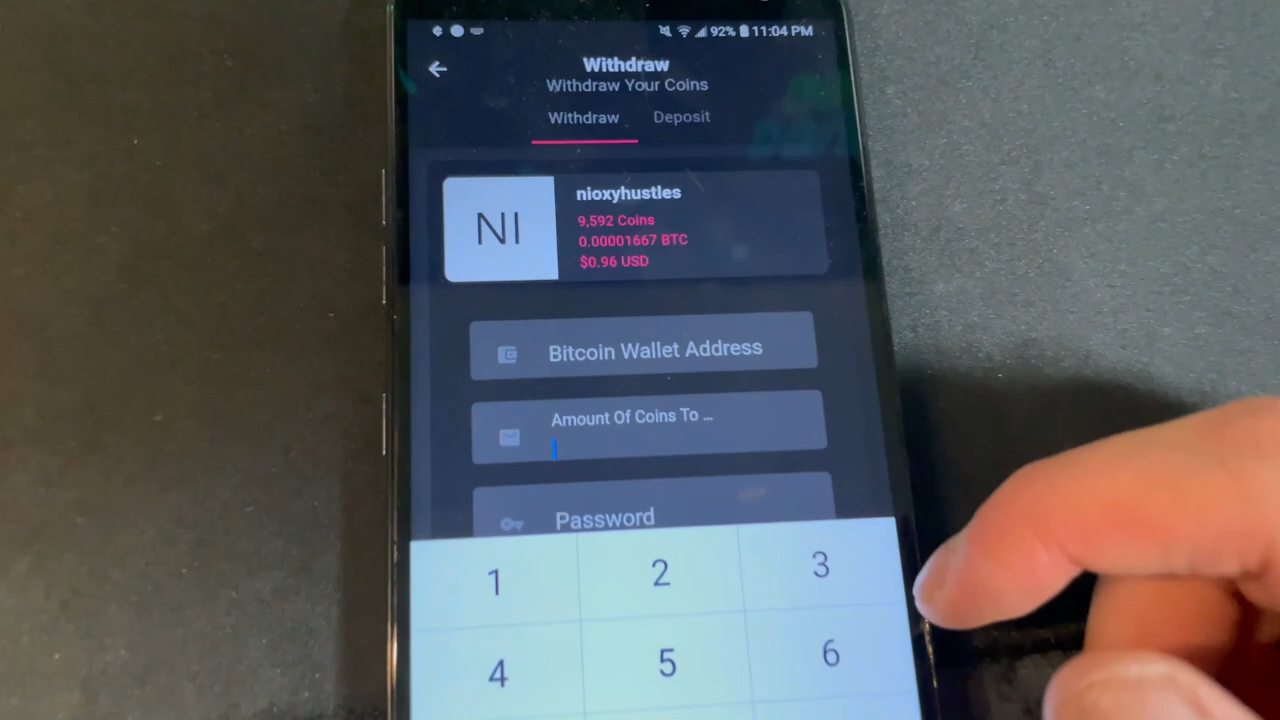 92% 11:04 PM
Withdraw
Withdraw Your Coins
Withdraw Deposit
NI
nioxyhustles
9,592 Coins
0.00001667 BTC
$0.96 USD
Bitcoin Wallet Address
Amount Of Coins To …
Password
1 2 3
4 5 6